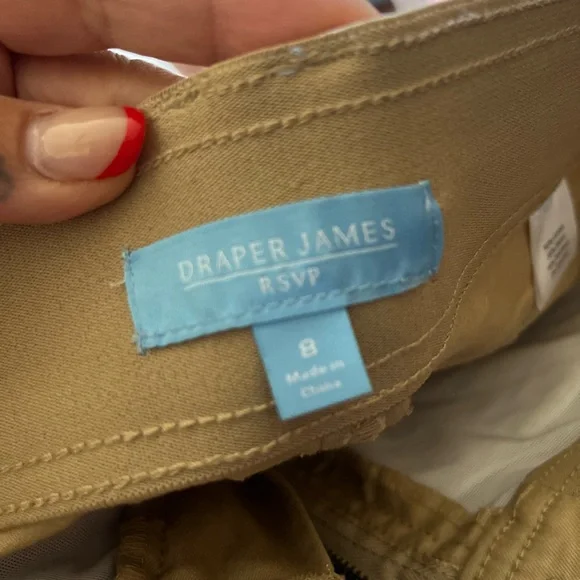 DRAPER JAMES
RSVP
8
Made in
China